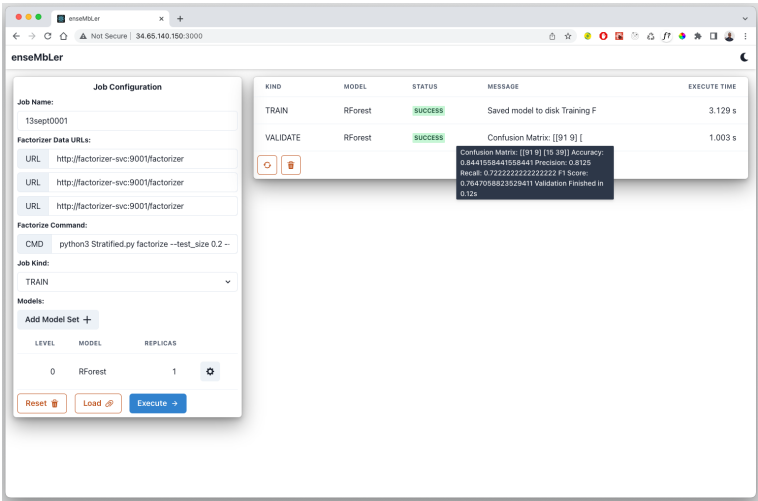 enseMbLer
Not Secure | 34.65.140.150:3000
enseMbLer
Job Configuration
Job Name:
13sept0001
Factorizer Data URLs:
URL http://factorizer-svc:9001/factorizer
URL http://factorizer-svc:9001/factorizer
URL http://factorizer-svc:9001/factorizer
Factorize Command:
CMD python3 Stratified.py factorize --test_size 0.2 --
Job Kind:
TRAIN
Models:
Add Model Set +
LEVEL MODEL REPLICAS
0 RForest 1
Reset Load Execute →
KIND MODEL STATUS MESSAGE EXECUTE TIME
TRAIN RForest SUCCESS Saved model to disk Training F 3.129 s
VALIDATE RForest SUCCESS Confusion Matrix: [[91 9] [ 1.003 s
Confusion Matrix: [[91 9] [15 39]] Accuracy:
0.8441558441558441 Precision: 0.8125
Recall: 0.7222222222222222 F1 Score:
0.7647058823529411 Validation Finished in
0.12s